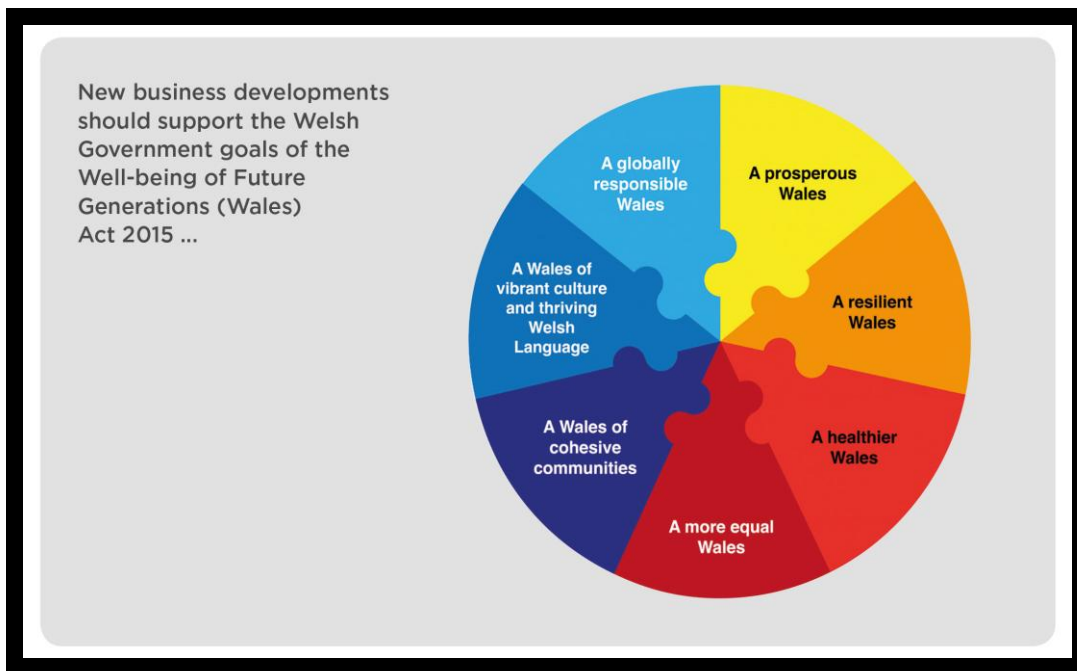 New business developments
should support the Welsh
Government goals of the
Well-being of Future
Generations (Wales)
Act 2015 ...
A globally
responsible
Wales
A prosperous
Wales
A Wales of
vibrant culture
and thriving
Welsh
Language
A resilient
Wales
A Wales of
cohesive
communities
A healthier
Wales
A more equal
Wales